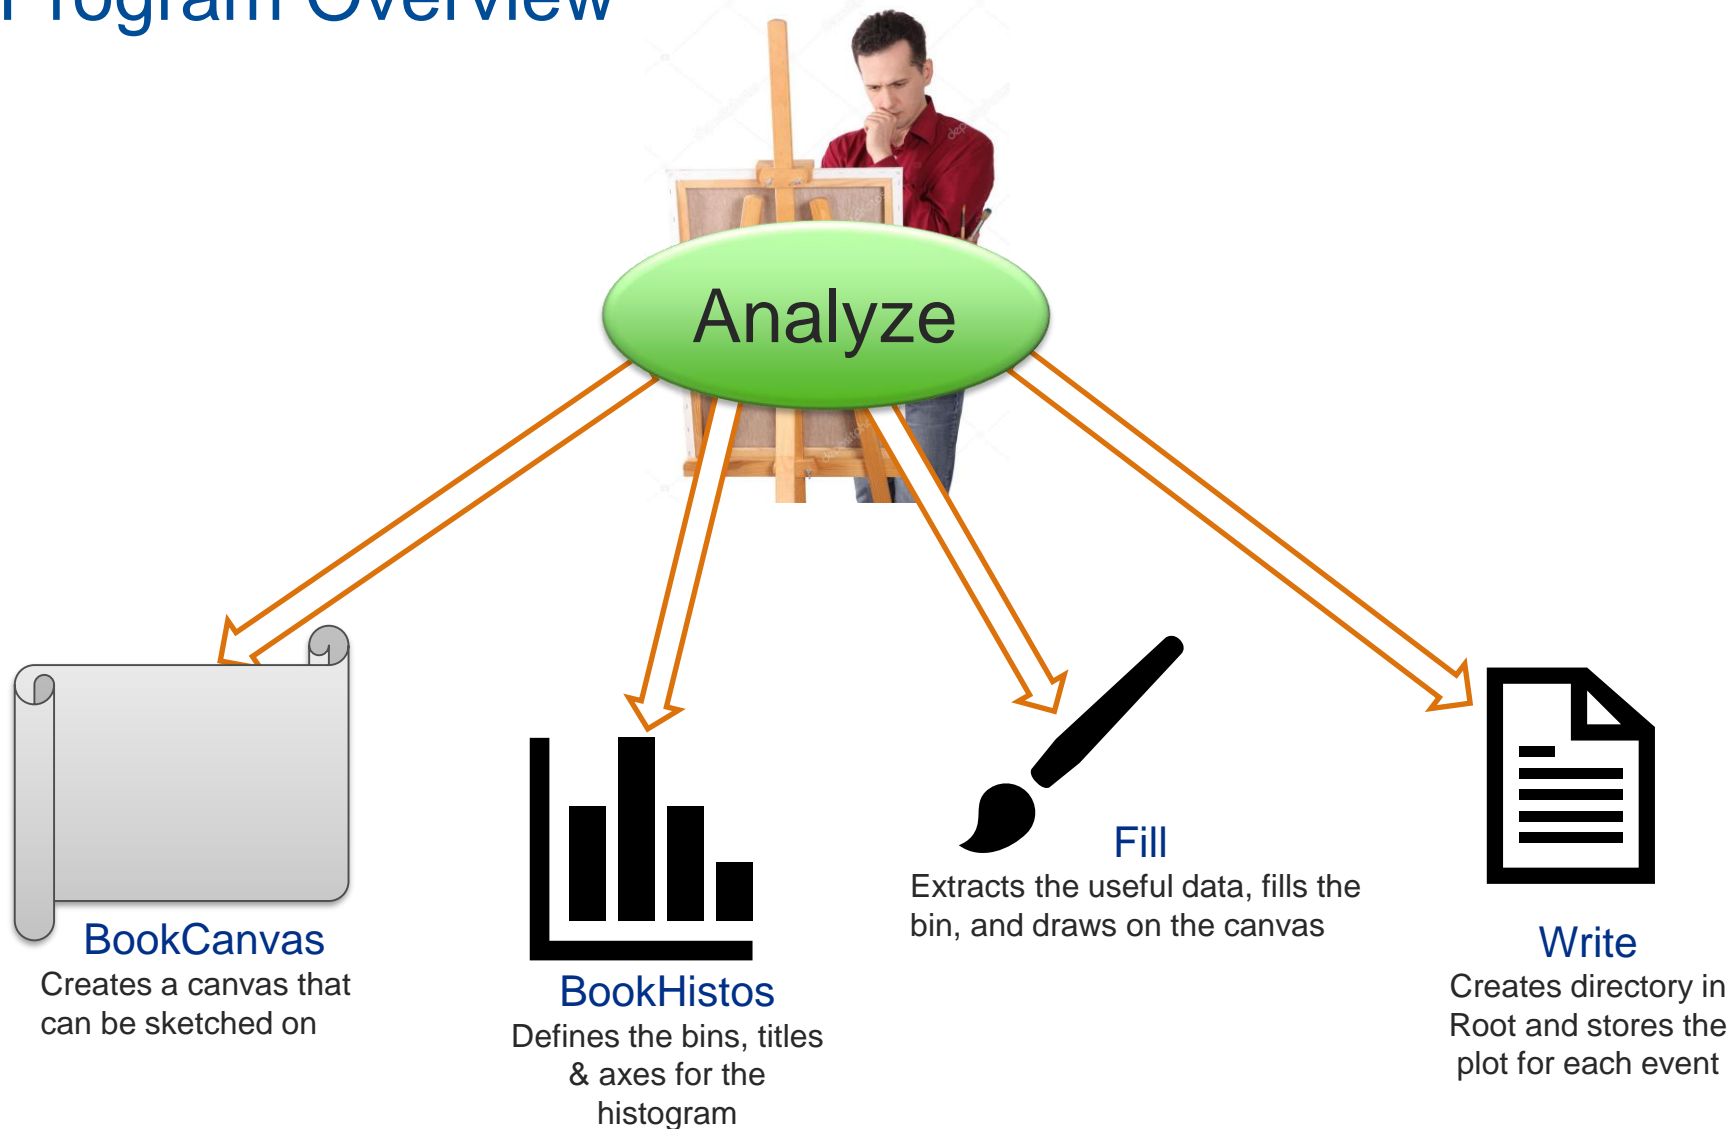 Program Overview
Analyze
BookCanvas
Creates a canvas that
can be sketched on
BookHistos
Defines the bins, titles
& axes for the
histogram
Fill
Extracts the useful data, fills the
bin, and draws on the canvas
Write
Creates directory in
Root and stores the
plot for each event